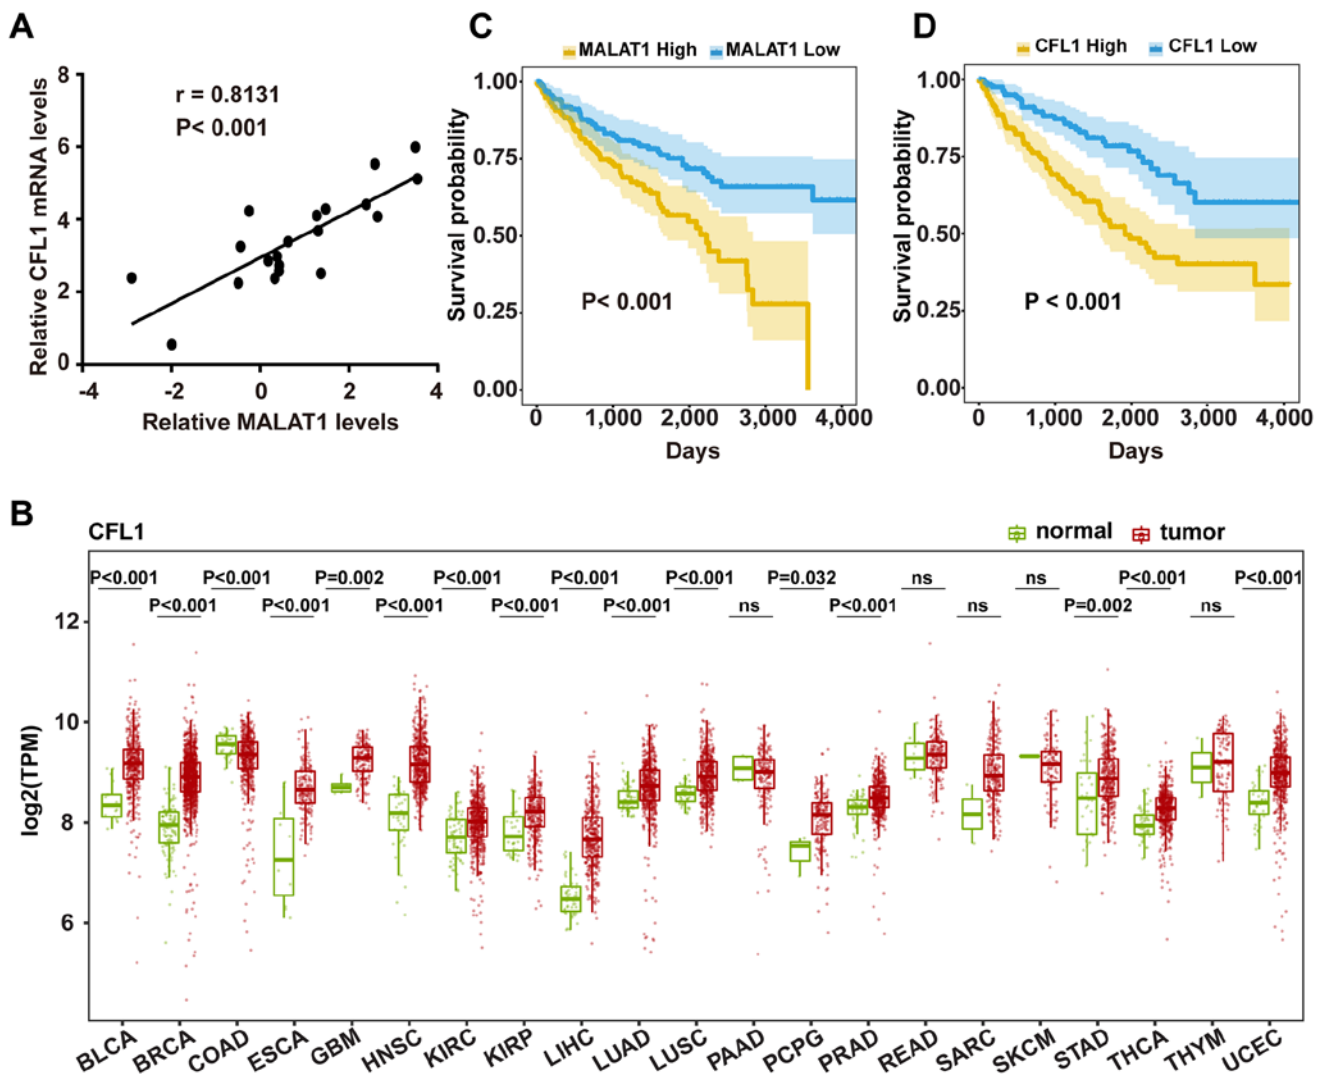 A
r = 0.8131
P< 0.001
Relative CFL1 mRNA levels
8
6
4
2
0
-4
-2
0
2
4
Relative MALAT1 levels
C
MALAT1 High
MALAT1 Low
Survival probability
1.00
0.75
0.50
0.25
0.00
P< 0.001
0
1,000
2,000
3,000
4,000
Days
D
CFL1 High
CFL1 Low
Survival probability
1.00
0.75
0.50
0.25
0.00
P < 0.001
0
1,000
2,000
3,000
4,000
Days
B
CFL1
normal
tumor
P<0.001
P<0.001
P<0.001
P<0.001
P=0.002
P<0.001
P<0.001
P<0.001
P<0.001
P<0.001
P<0.001
ns
P=0.032
P<0.001
ns
ns
ns
P=0.002
P<0.001
ns
P<0.001
log2(TPM)
12
10
8
6
BLCA
BRCA
COAD
ESCA
GBM
HNSC
KIRC
KIRP
LIHC
LUAD
LUSC
PAAD
PCPG
PRAD
READ
SARC
SKCM
STAD
THCA
THYM
UCEC